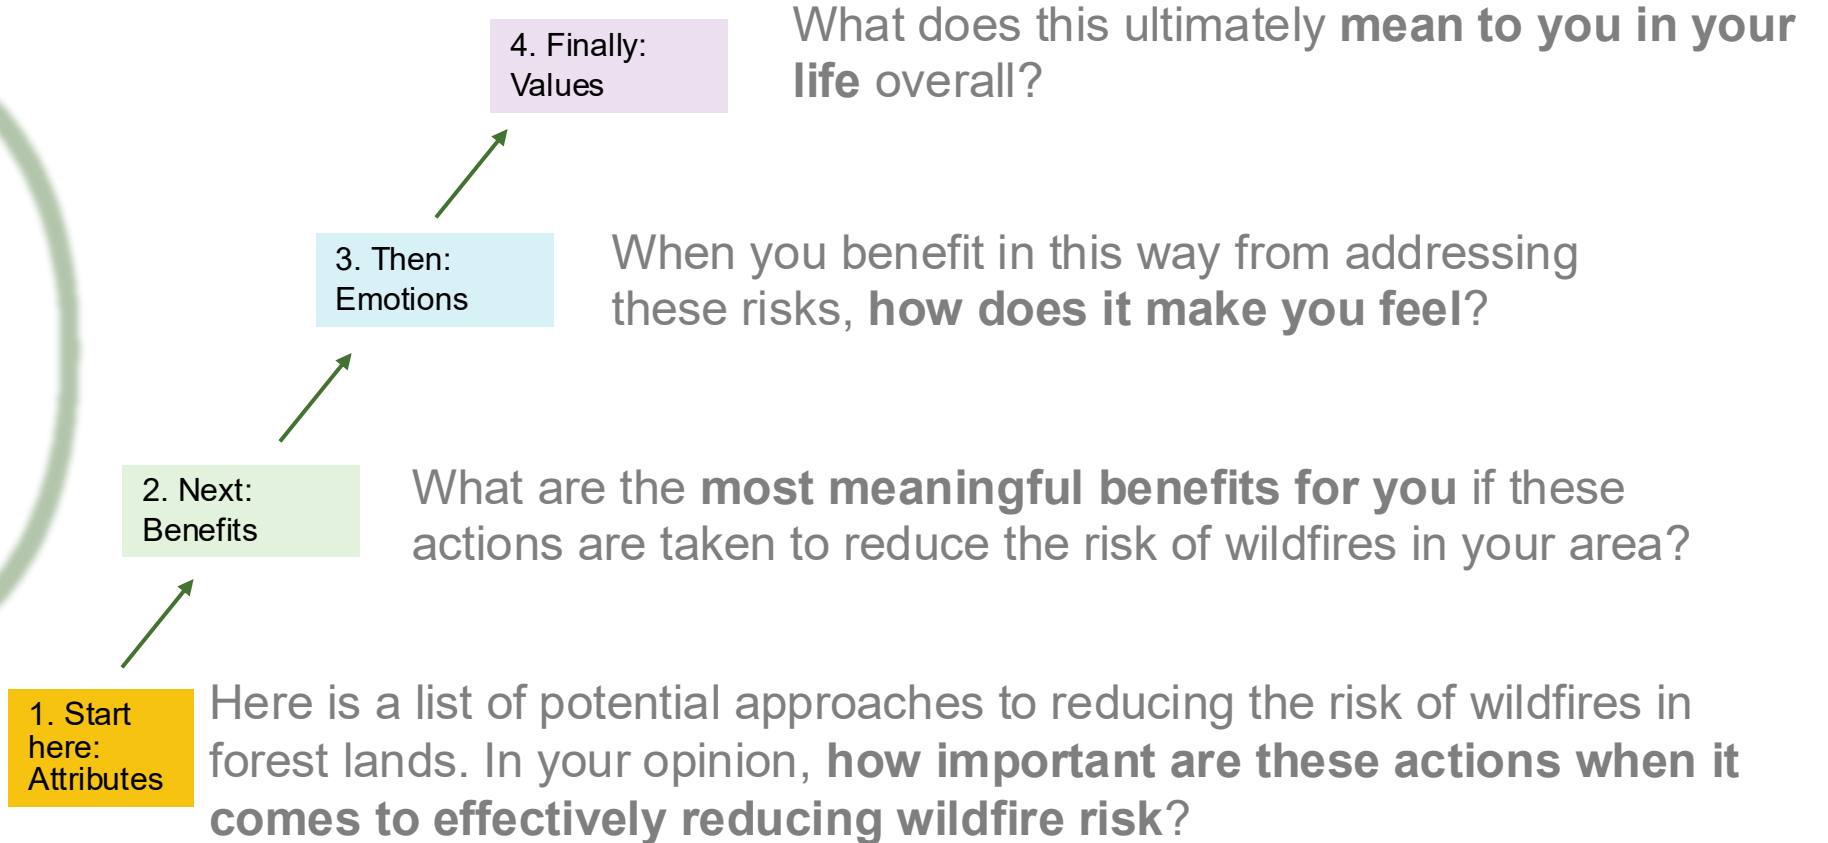 4. Finally:
Values
What does this ultimately mean to you in your
life overall?
3. Then:
Emotions
When you benefit in this way from addressing
these risks, how does it make you feel?
2. Next:
Benefits
What are the most meaningful benefits for you if these
actions are taken to reduce the risk of wildfires in your area?
1. Start
here:
Attributes
Here is a list of potential approaches to reducing the risk of wildfires in
forest lands. In your opinion, how important are these actions when it
comes to effectively reducing wildfire risk?